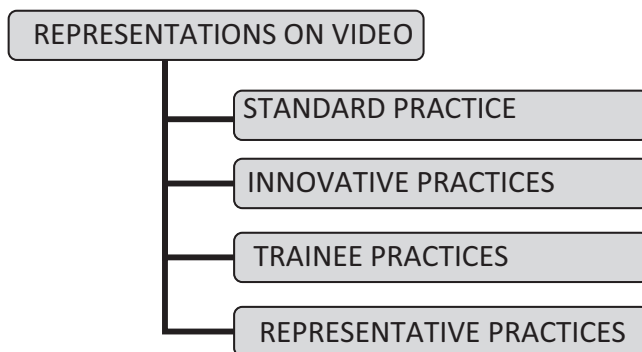 REPRESENTATIONS ON VIDEO
STANDARD PRACTICE
INNOVATIVE PRACTICES
TRAINEE PRACTICES
REPRESENTATIVE PRACTICES